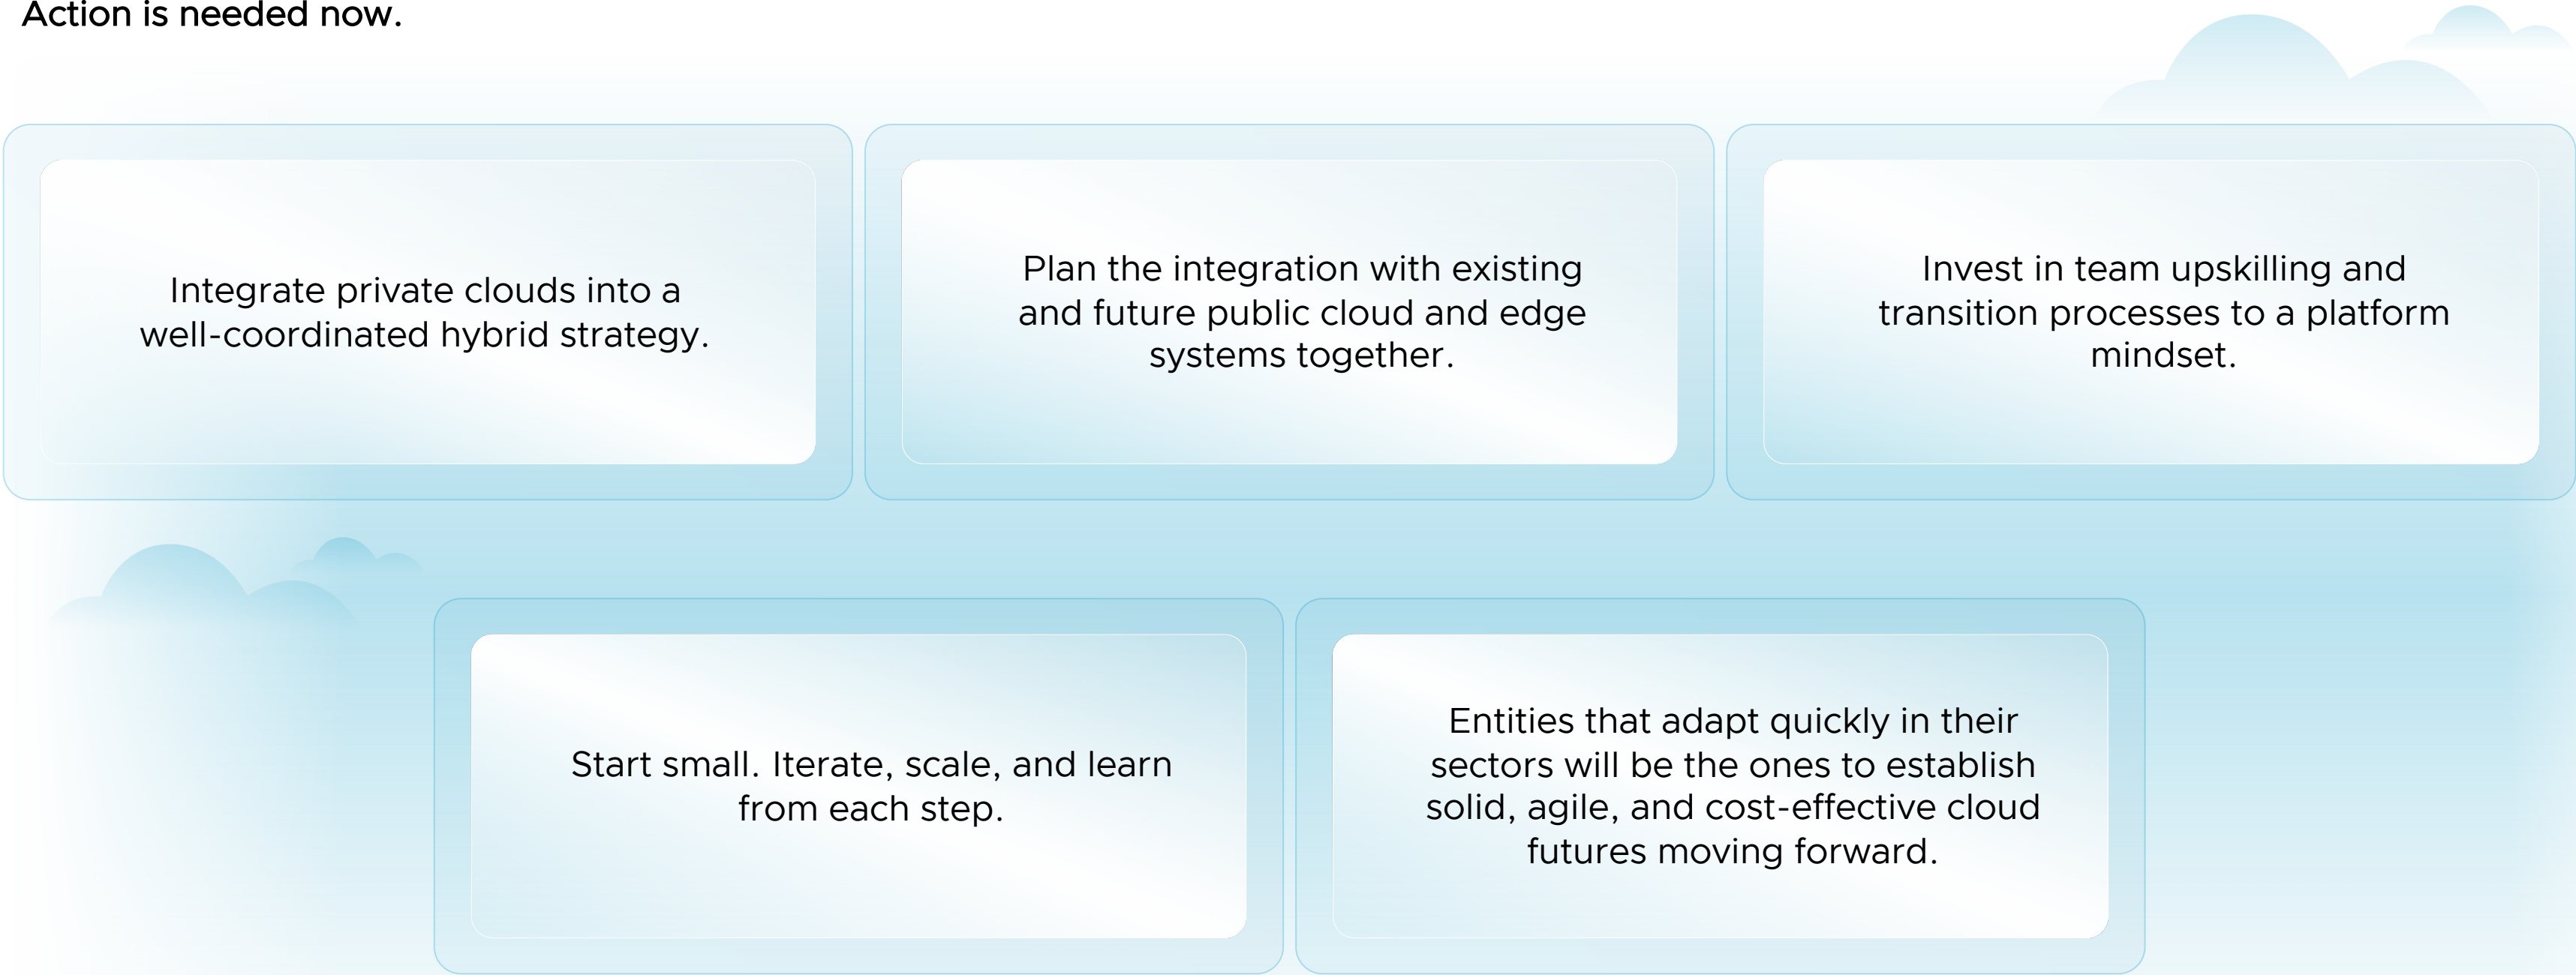 Action is needed now.
Integrate private clouds into a
well-coordinated hybrid strategy.
Plan the integration with existing
and future public cloud and edge
systems together.
Invest in team upskilling and
transition processes to a platform
mindset.
Start small. Iterate, scale, and learn
from each step.
Entities that adapt quickly in their
sectors will be the ones to establish
solid, agile, and cost-effective cloud
futures moving forward.